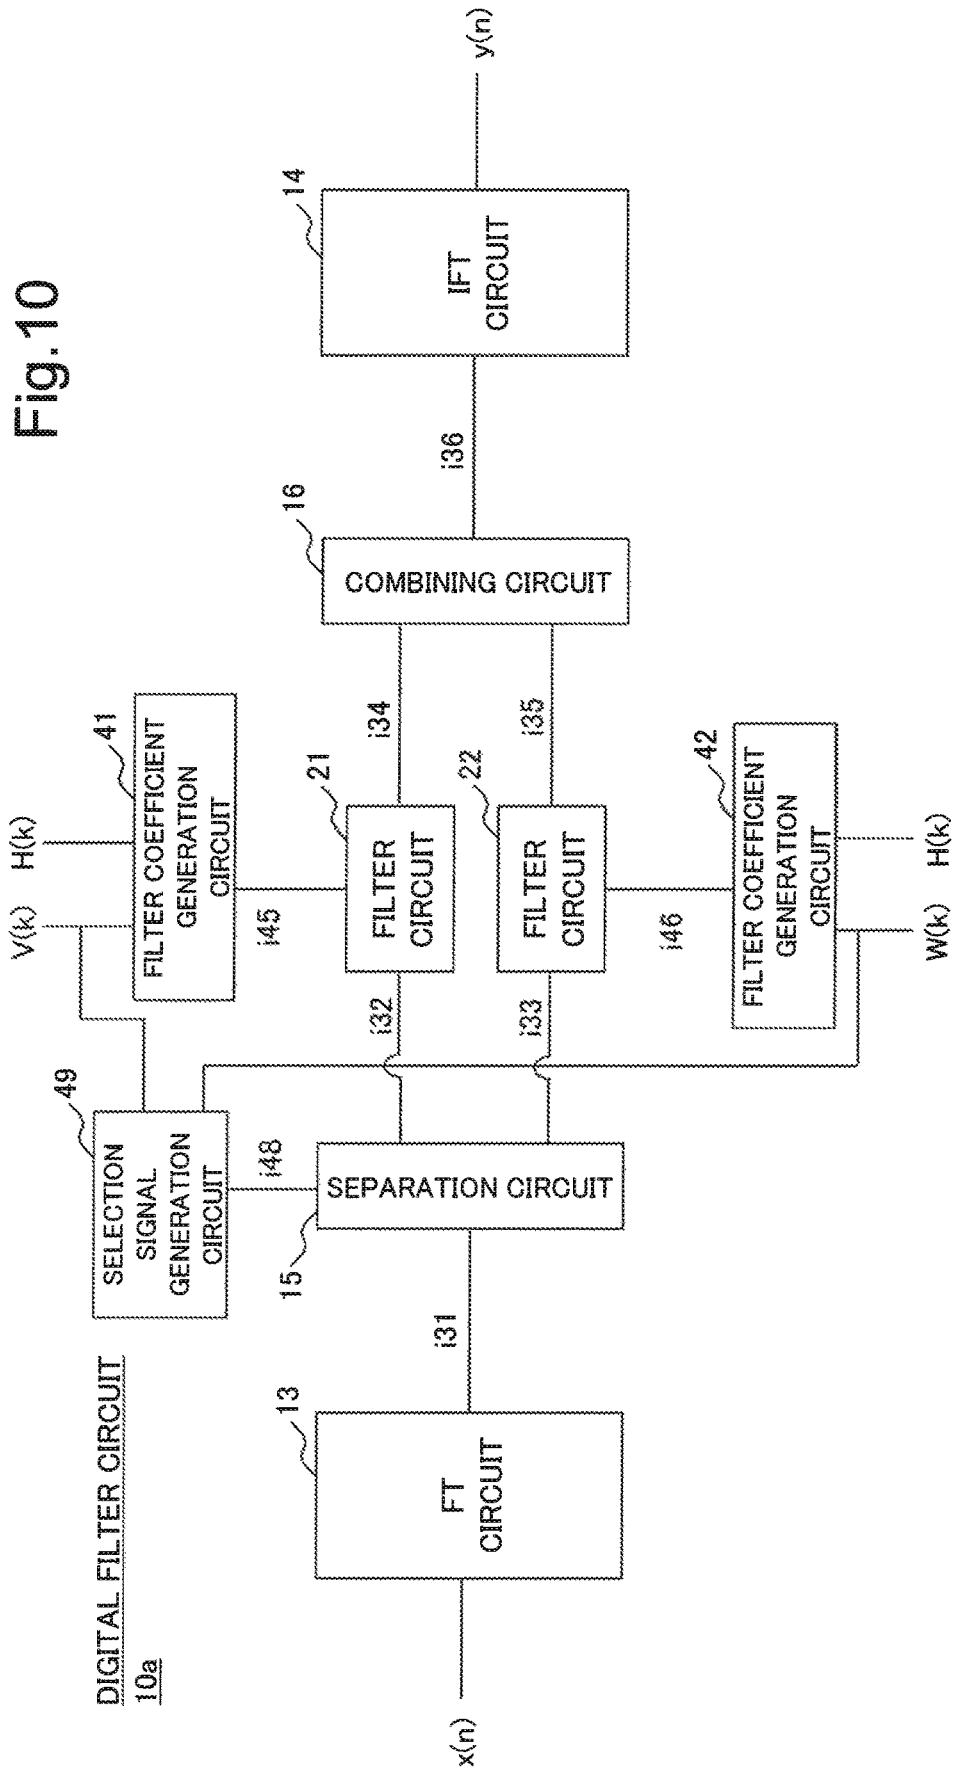 Fig.10
DIGITAL FILTER CIRCUIT
10a
V(k)
H(k)
49
SELECTION
SIGNAL
GENERATION
CIRCUIT
41
FILTER COEFFICIENT
GENERATION
CIRCUIT
i48
i45
x(n)
13
FT
CIRCUIT
i31
15
SEPARATION CIRCUIT
i32
21
FILTER
CIRCUIT
i34
i33
22
FILTER
CIRCUIT
i35
16
COMBINING CIRCUIT
i36
14
IFT
CIRCUIT
y(n)
i46
42
FILTER COEFFICIENT
GENERATION
CIRCUIT
W(k)
H(k)